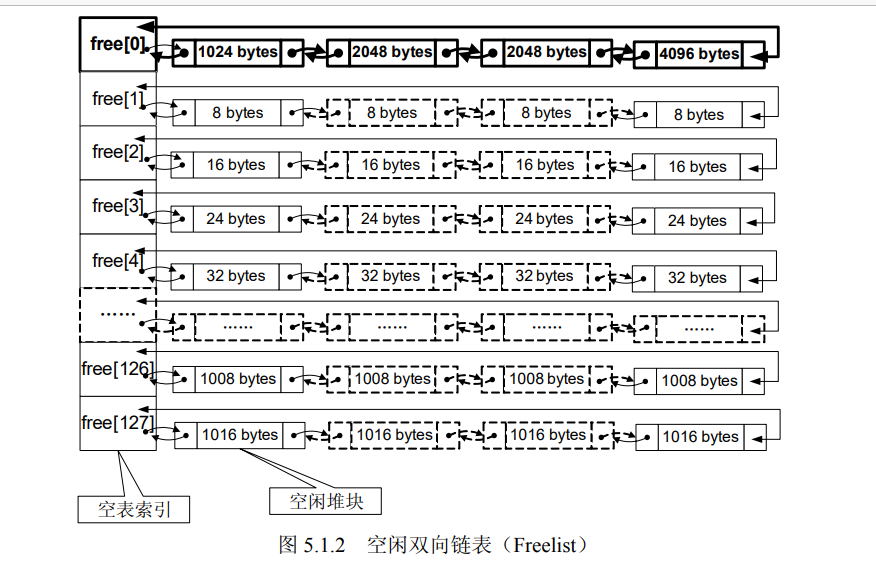 free[0] 1024 bytes 2048 bytes 2048 bytes 4096 bytes
free[1] 8 bytes 8 bytes 8 bytes 8 bytes
free[2] 16 bytes 16 bytes 16 bytes 16 bytes
free[3] 24 bytes 24 bytes 24 bytes 24 bytes
free[4] 32 bytes 32 bytes 32 bytes 32 bytes
…… …… …… …… ……
free[126] 1008 bytes 1008 bytes 1008 bytes 1008 bytes
free[127] 1016 bytes 1016 bytes 1016 bytes 1016 bytes
空表索引 空闲堆块
图 5.1.2 空闲双向链表（Freelist）